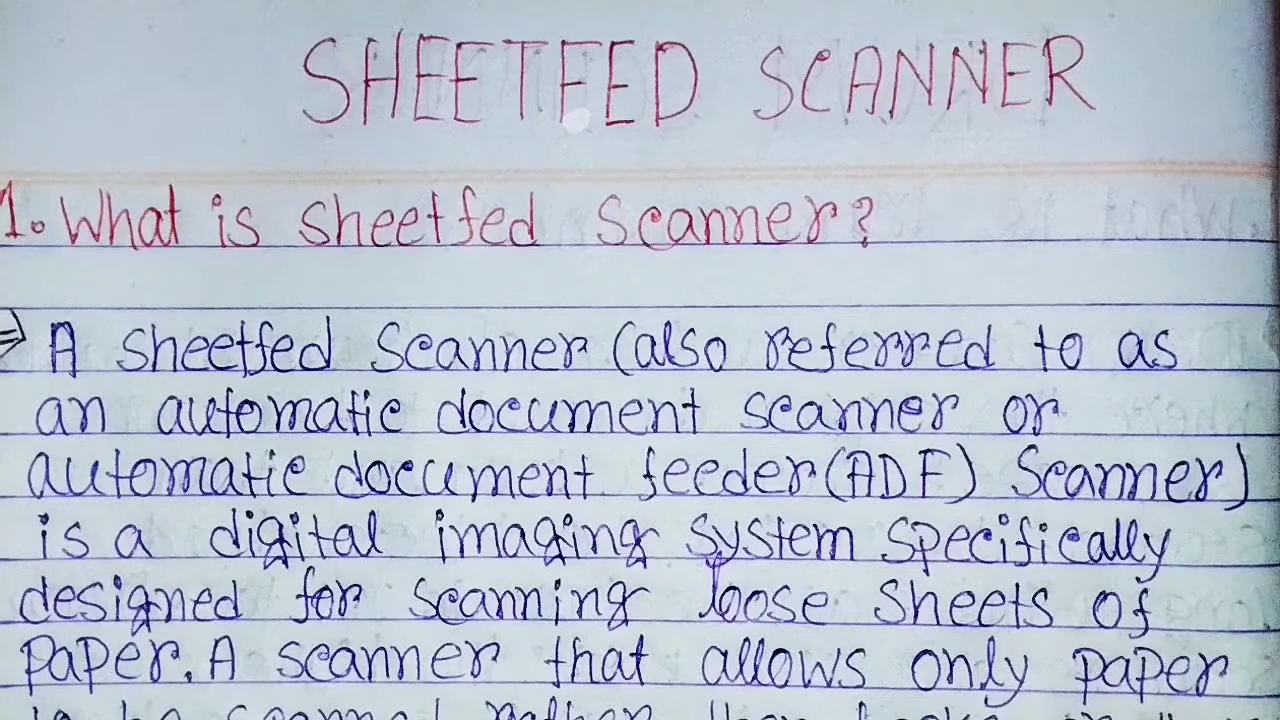 SHEETFED SCANNER
1. What is sheetfed scanner?
⇒ A sheetfed scanner (also referred to as
an automatic document scanner or
automatic document feeder (ADF) scanner)
is a digital imaging system specifically
designed for scanning loose sheets of
paper. A scanner that allows only paper